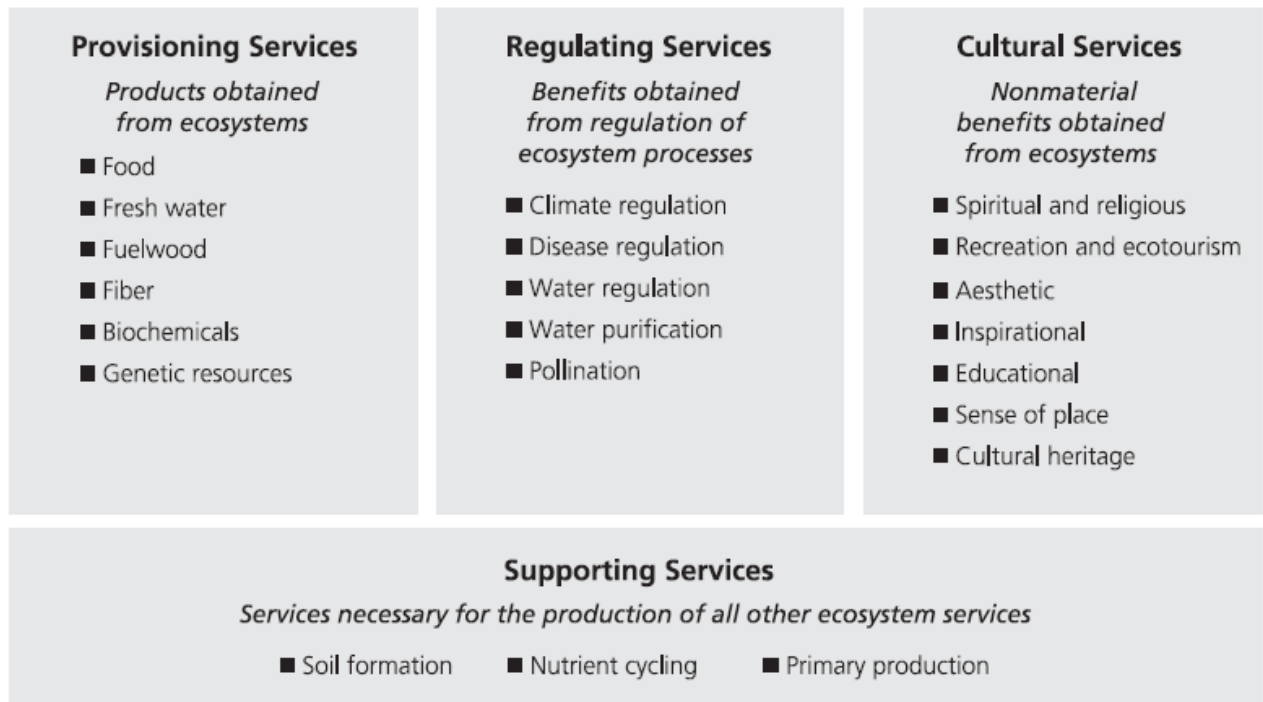 Provisioning Services
Products obtained
from ecosystems
■ Food
■ Fresh water
■ Fuelwood
■ Fiber
■ Biochemicals
■ Genetic resources
Regulating Services
Benefits obtained
from regulation of
ecosystem processes
■ Climate regulation
■ Disease regulation
■ Water regulation
■ Water purification
■ Pollination
Cultural Services
Nonmaterial
benefits obtained
from ecosystems
■ Spiritual and religious
■ Recreation and ecotourism
■ Aesthetic
■ Inspirational
■ Educational
■ Sense of place
■ Cultural heritage
Supporting Services
Services necessary for the production of all other ecosystem services
■ Soil formation ■ Nutrient cycling ■ Primary production